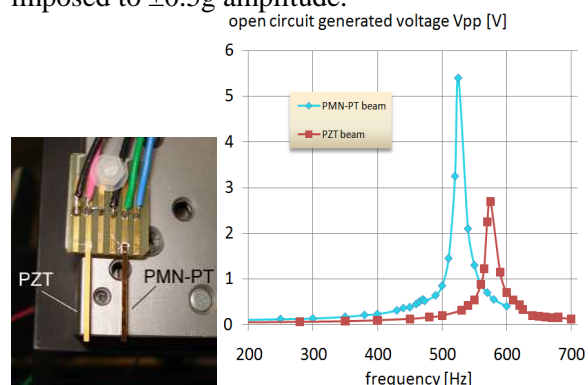 imposed to ±0.5g amplitude.
open circuit generated voltage Vpp [V]
6
5
4
3
2
1
0
PMN-PT beam
PZT beam
200 300 400 500 600 700
frequency [Hz]
PZT
PMN-PT